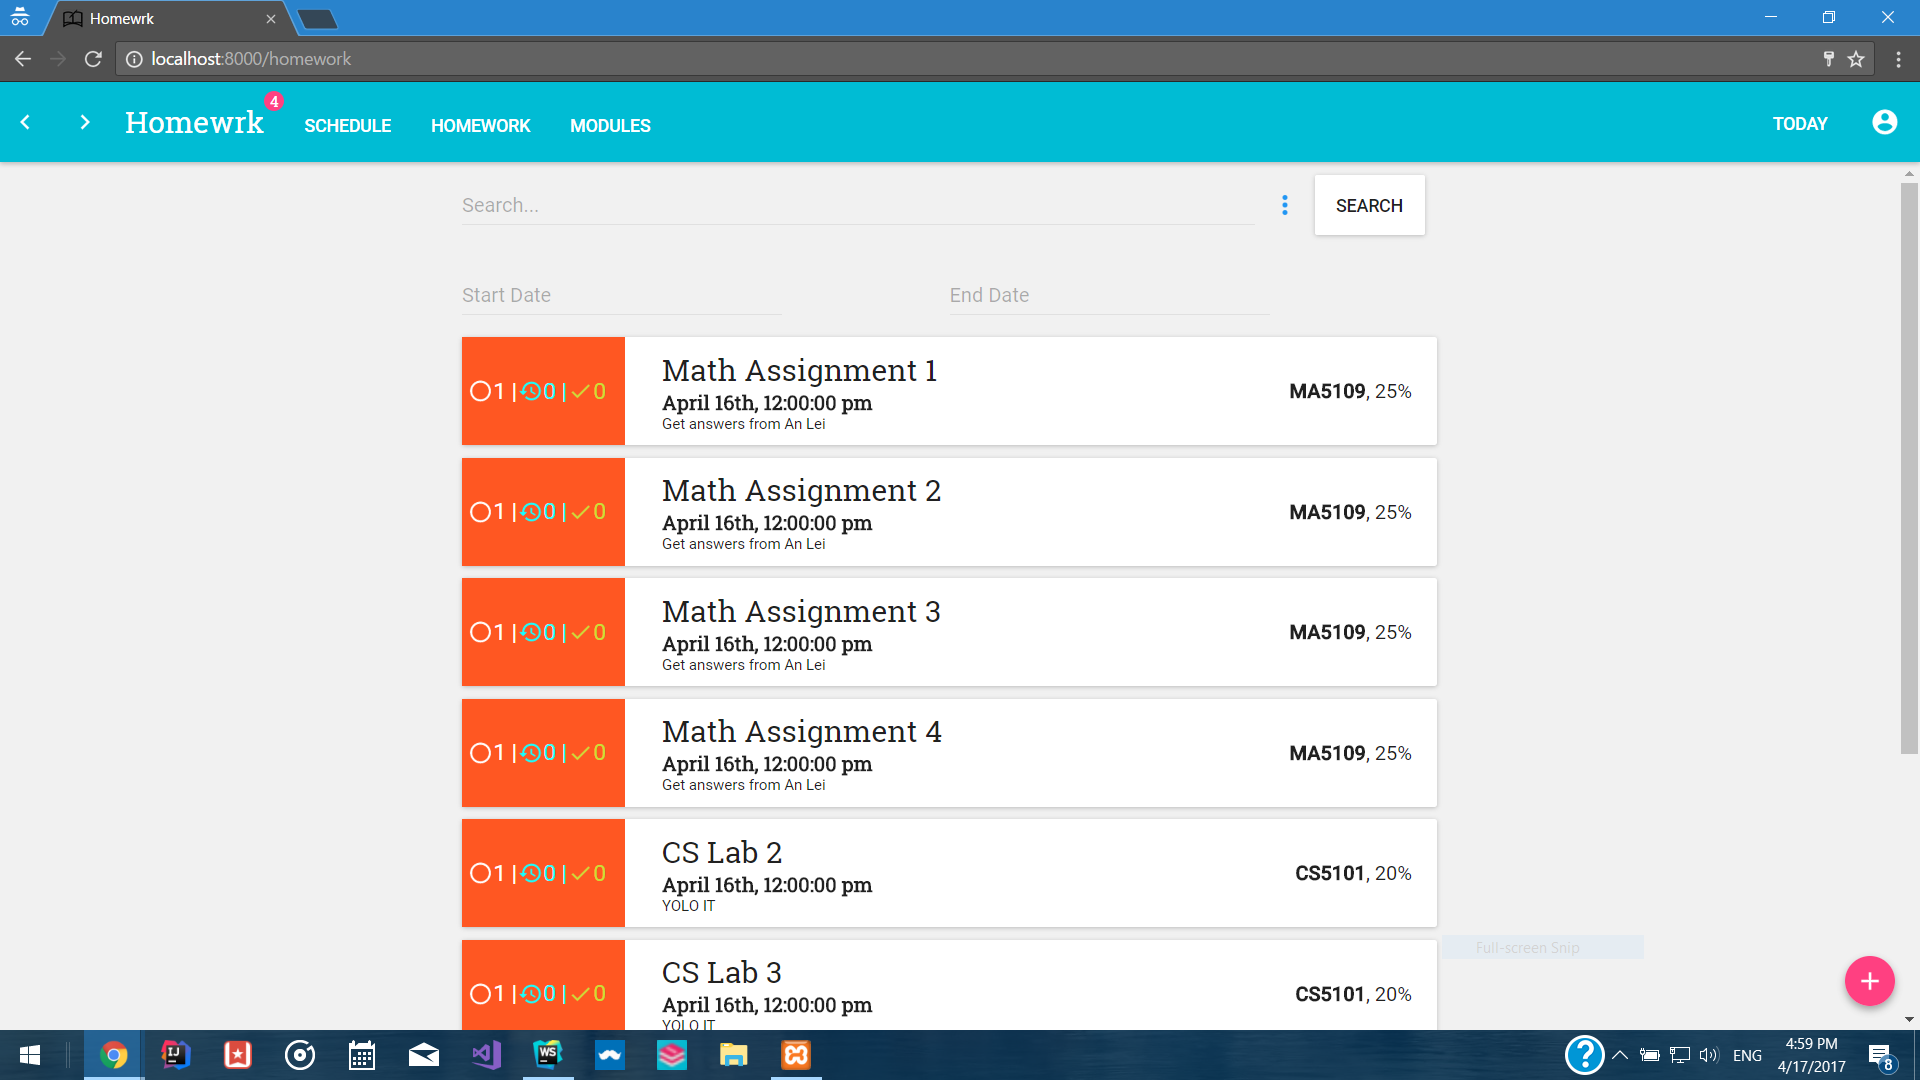 Homewrk
localhost:8000/homework
Homewrk 4 SCHEDULE HOMEWORK MODULES TODAY
Search... SEARCH
Start Date End Date
1 | 0 | 0
Math Assignment 1
April 16th, 12:00:00 pm
Get answers from An Lei
MA5109, 25%
1 | 0 | 0
Math Assignment 2
April 16th, 12:00:00 pm
Get answers from An Lei
MA5109, 25%
1 | 0 | 0
Math Assignment 3
April 16th, 12:00:00 pm
Get answers from An Lei
MA5109, 25%
1 | 0 | 0
Math Assignment 4
April 16th, 12:00:00 pm
Get answers from An Lei
MA5109, 25%
1 | 0 | 0
CS Lab 2
April 16th, 12:00:00 pm
YOLO IT
CS5101, 20%
1 | 0 | 0
CS Lab 3
April 16th, 12:00:00 pm
YOLO IT
CS5101, 20%
Full-screen Snip
IJ
WS
ENG
4:59 PM
4/17/2017
8